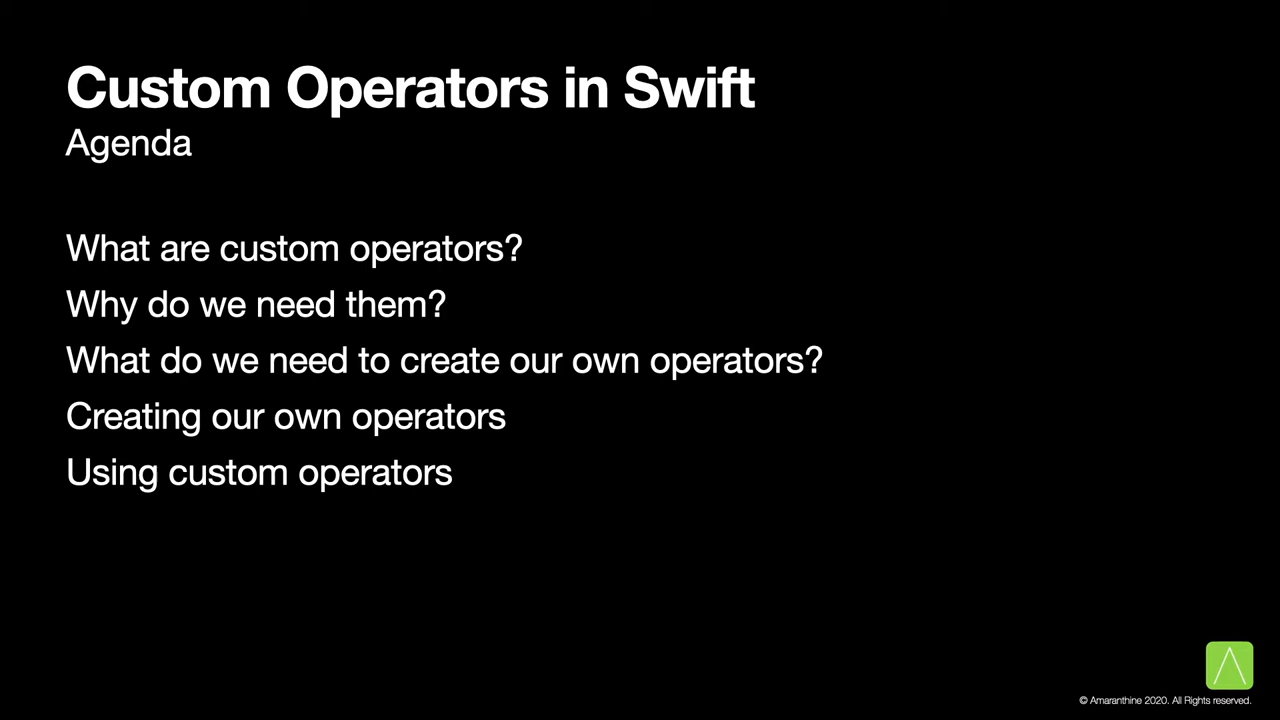 Custom Operators in Swift
Agenda
What are custom operators?
Why do we need them?
What do we need to create our own operators?
Creating our own operators
Using custom operators
© Amaranthine 2020. All Rights reserved.